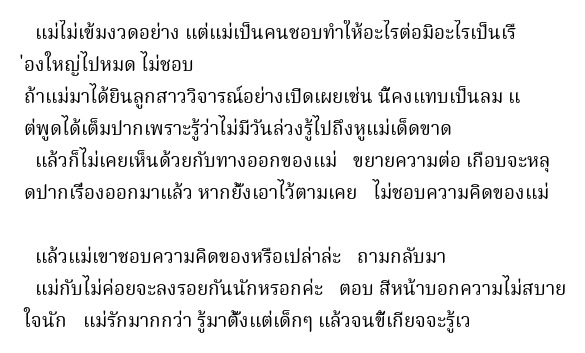 แม่ไม่เข้มงวดอย่าง แต่แม่เป็นคนชอบทำให้อะไรต่อมิอะไรเป็นเรื
่องใหญ่ไปหมด ไม่ชอบ
ถ้าแม่มาได้ยินลูกสาววิจารณ์อย่างเปิดเผยเช่น นี้คงแทบเป็นลม แ
ต่พูดได้เต็มปากเพราะรู้ว่าไม่มีวันล่วงรู้ไปถึงหูแม่เด็ดขาด
แล้วก็ไม่เคยเห็นด้วยกับทางออกของแม่ ขยายความต่อ เกือบจะหลุ
ดปากเรื่องออกมาแล้ว หากยั้งเอาไว้ตามเคย ไม่ชอบความคิดของแม่
แล้วแม่เขาชอบความคิดของหรือเปล่าล่ะ ถามกลับมา
แม่กับไม่ค่อยจะลงรอยกันนักหรอกค่ะ ตอบ สีหน้าบอกความไม่สบาย
ใจนัก แม่รักมากกว่า รู้มาตั้งแต่เด็กๆ แล้วจนขี้เกียจจะรู้เว